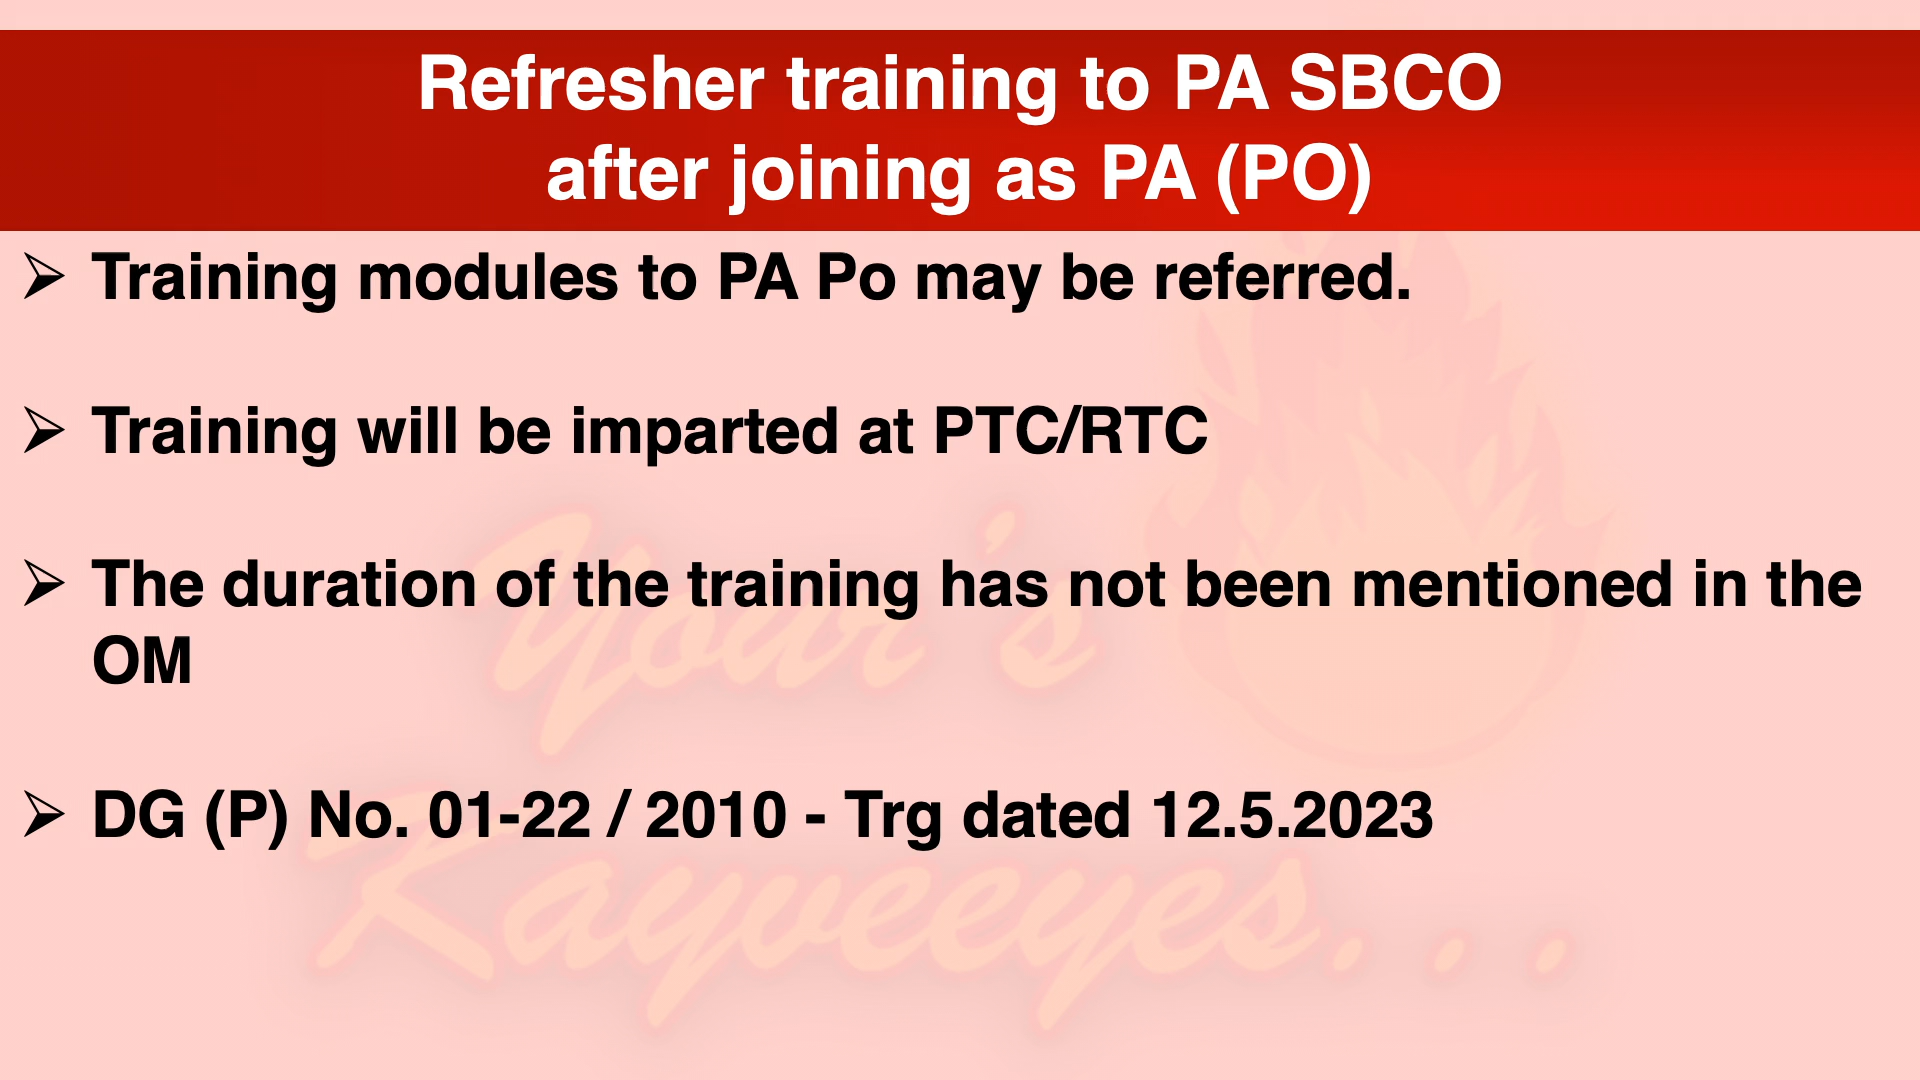 Refresher training to PA SBCO
after joining as PA (PO)
➢ Training modules to PA Po may be referred.
➢ Training will be imparted at PTC/RTC
➢ The duration of the training has not been mentioned in the
OM
➢ DG (P) No. 01-22 / 2010 - Trg dated 12.5.2023
Your's
Kayveeyes. . .